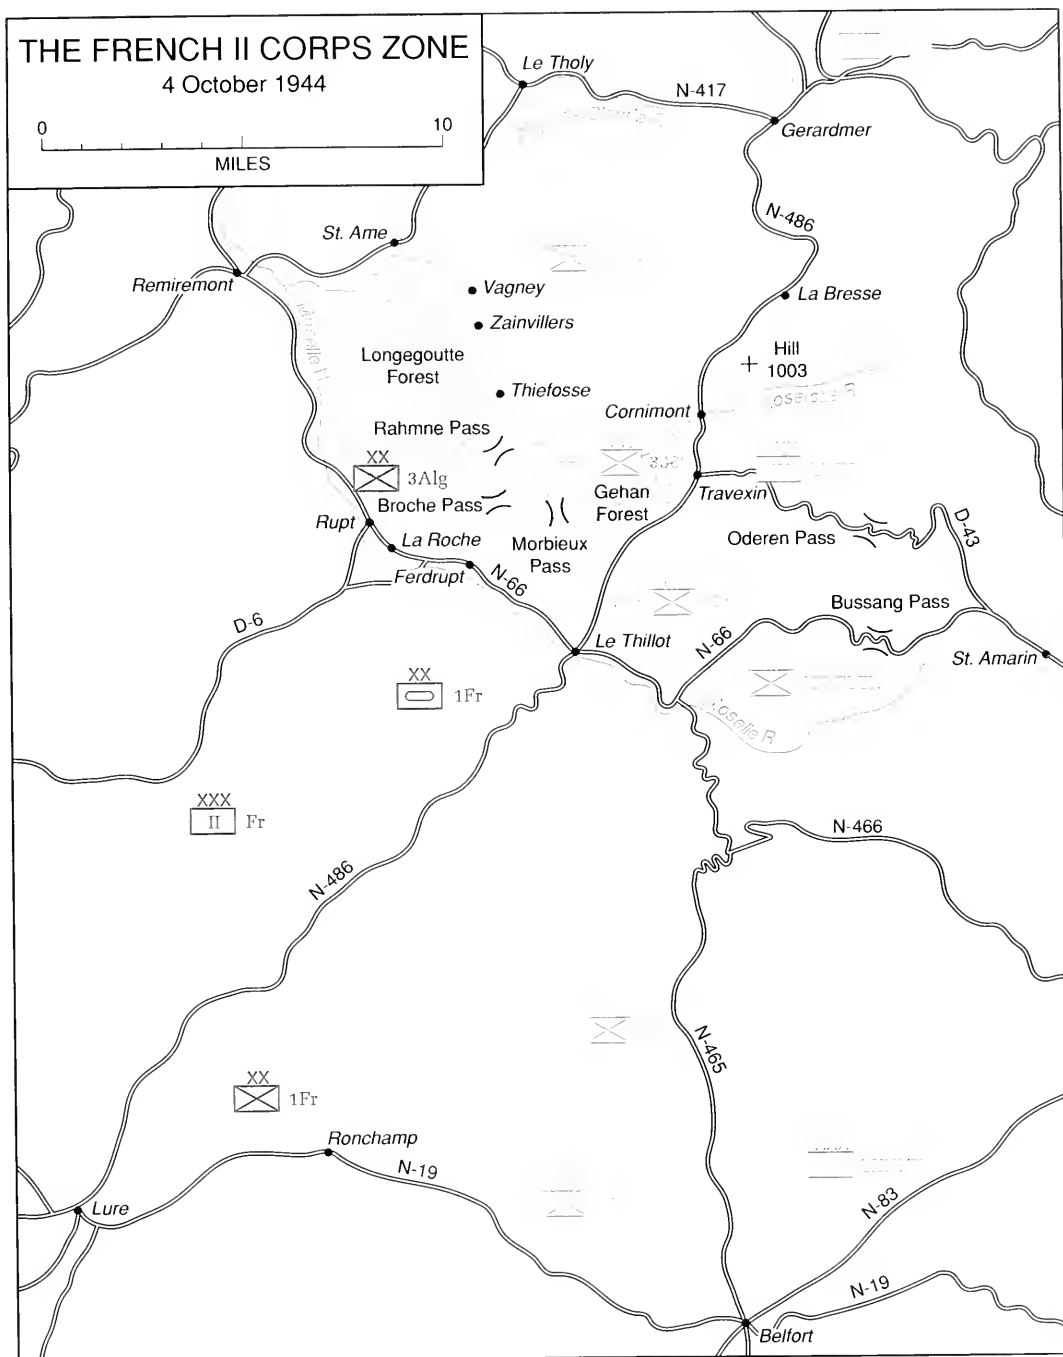 THE FRENCH II CORPS ZONE
4 October 1944
0 10
MILES
Le Tholy
N-417
Gerardmer
N-486
St. Ame
Remiremont
Vagney
La Bresse
Zainvillers
Moselle R
Longegoutte
Forest
Hill
1003
Thiefosse
Cornimont
Rahmne Pass
XX
3Alg
Gehan
Forest
Travexin
Broche Pass
Rupt
La Roche
Morbieux
Pass
Oderen Pass
D-43
Ferdrupt
N-66
Bussang Pass
D-6
Le Thillot
N-66
St. Amarin
XX
1Fr
XXX
II Fr
N-466
N-486
N-465
XX
1Fr
Ronchamp
N-19
Lure
N-83
N-19
Belfort